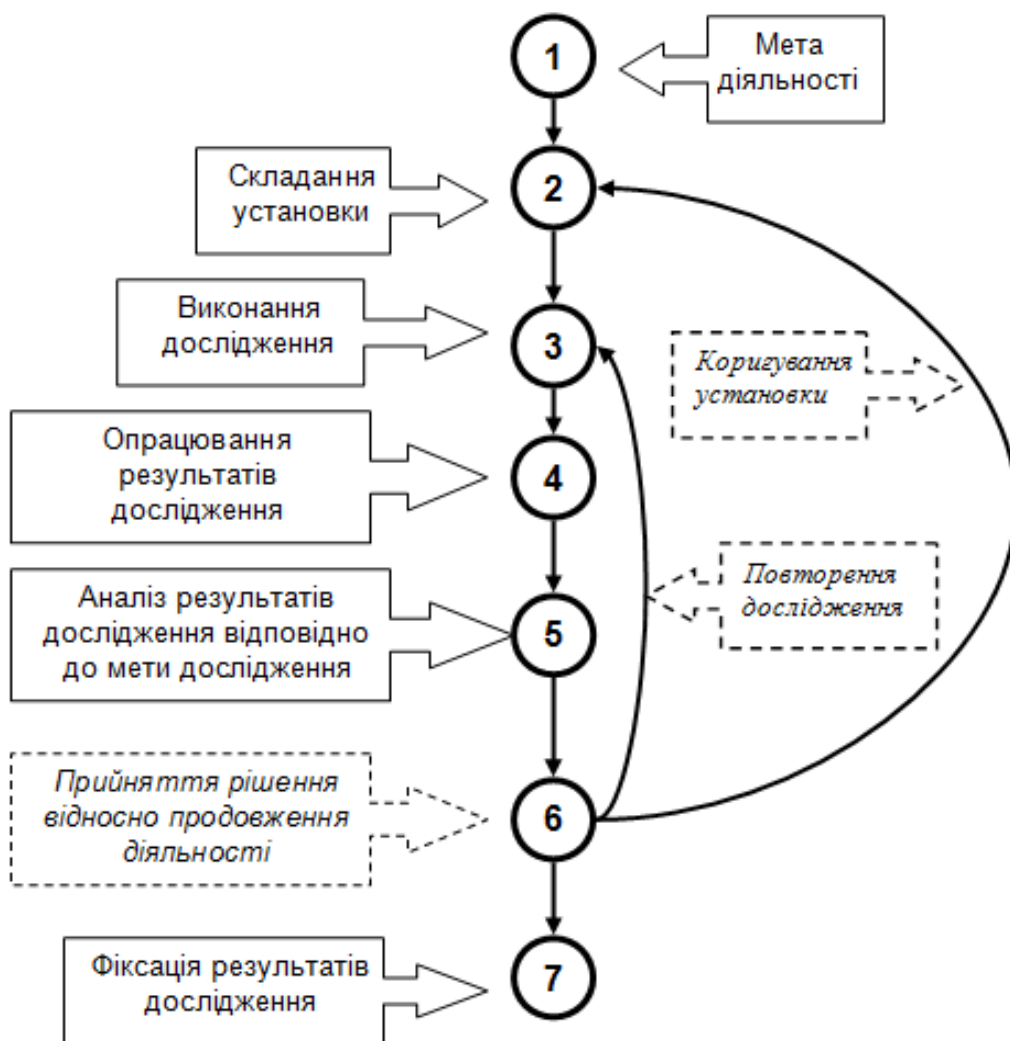 1
Мета
діяльності
Складання
установки
2
Виконання
дослідження
3
Коригування
установки
Опрацювання
результатів
дослідження
4
Повторення
дослідження
Аналіз результатів
дослідження відповідно
до мети дослідження
5
Прийняття рішення
відносно продовження
діяльності
6
Фіксація результатів
дослідження
7